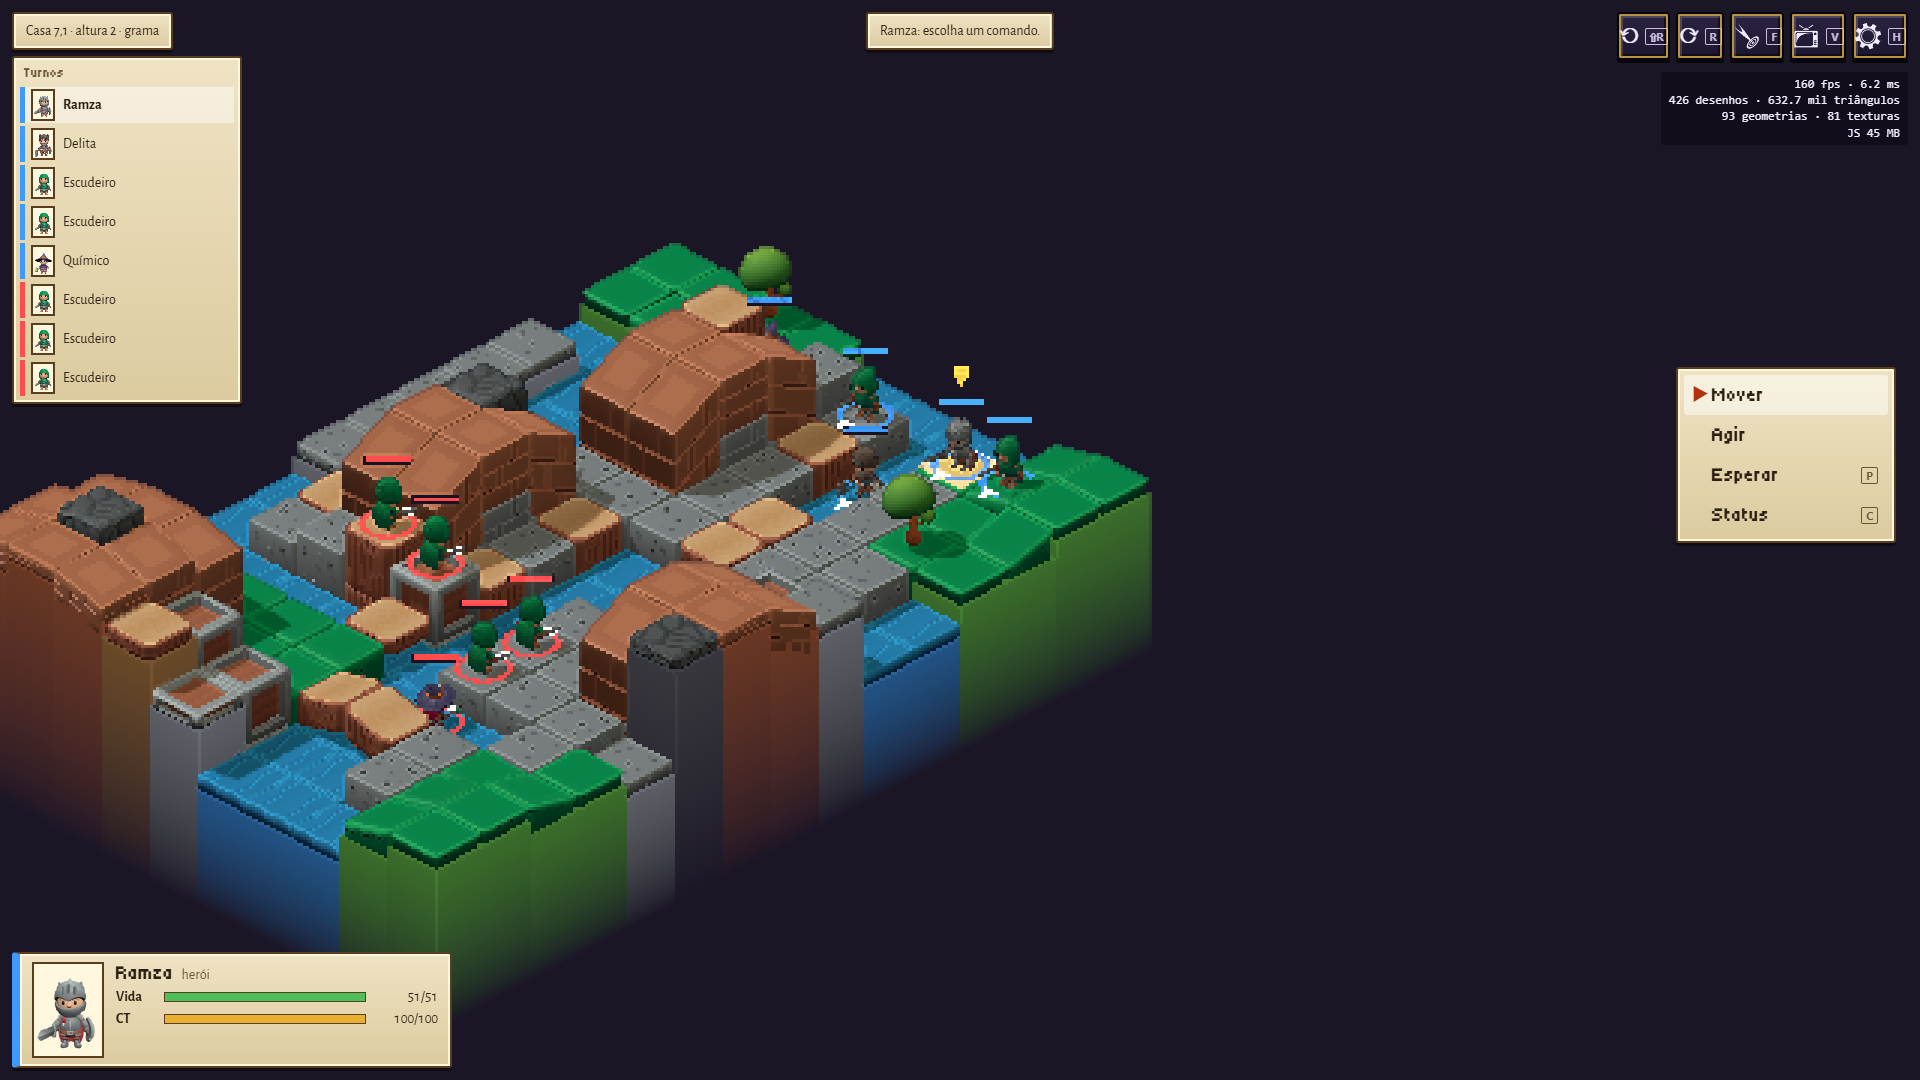 Casa 7,1 · altura 2 · grama
Ramza: escolha um comando.
⇧R
R
F
V
H
160 fps · 6.2 ms
426 desenhos · 632.7 mil triângulos
93 geometrias · 81 texturas
JS 45 MB
Turnos
Ramza
Delita
Escudeiro
Escudeiro
Químico
Escudeiro
Escudeiro
Escudeiro
Mover
Agir
Esperar P
Status C
Ramza herói
Vida 51/51
CT 100/100